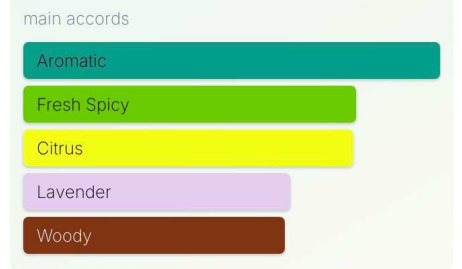 main accords
Aromatic
Fresh Spicy
Citrus
Lavender
Woody